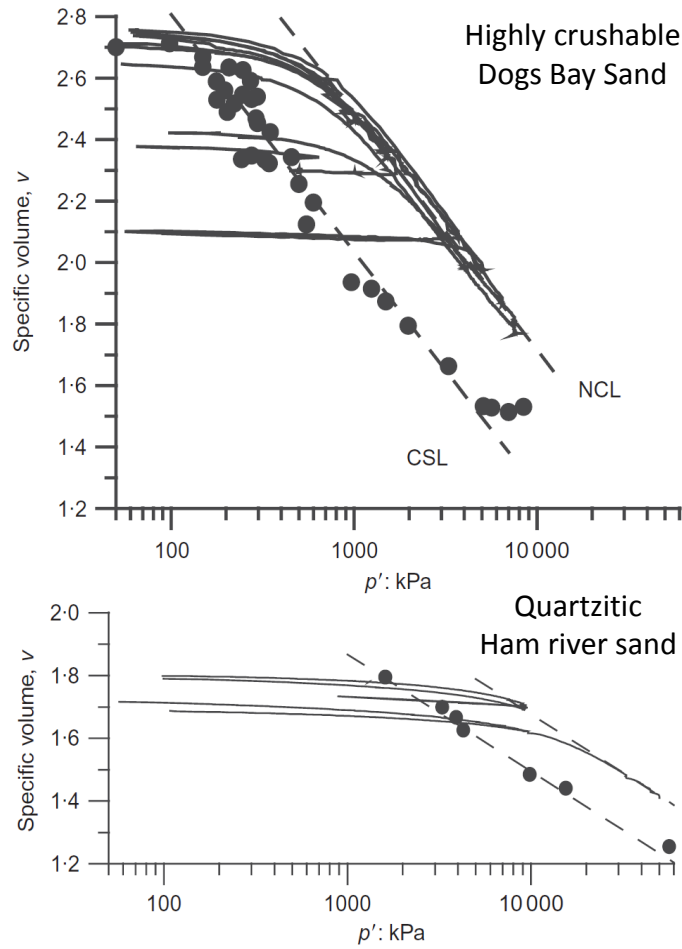 Highly crushable
Dogs Bay Sand
2·8
2·6
2·4
2·2
2·0
1·8
1·6
1·4
1·2
Specific volume, v
NCL
CSL
100
1000
10 000
p′: kPa
Quartzitic
Ham river sand
2·0
1·8
1·6
1·4
1·2
Specific volume, v
100
1000
10 000
p′: kPa